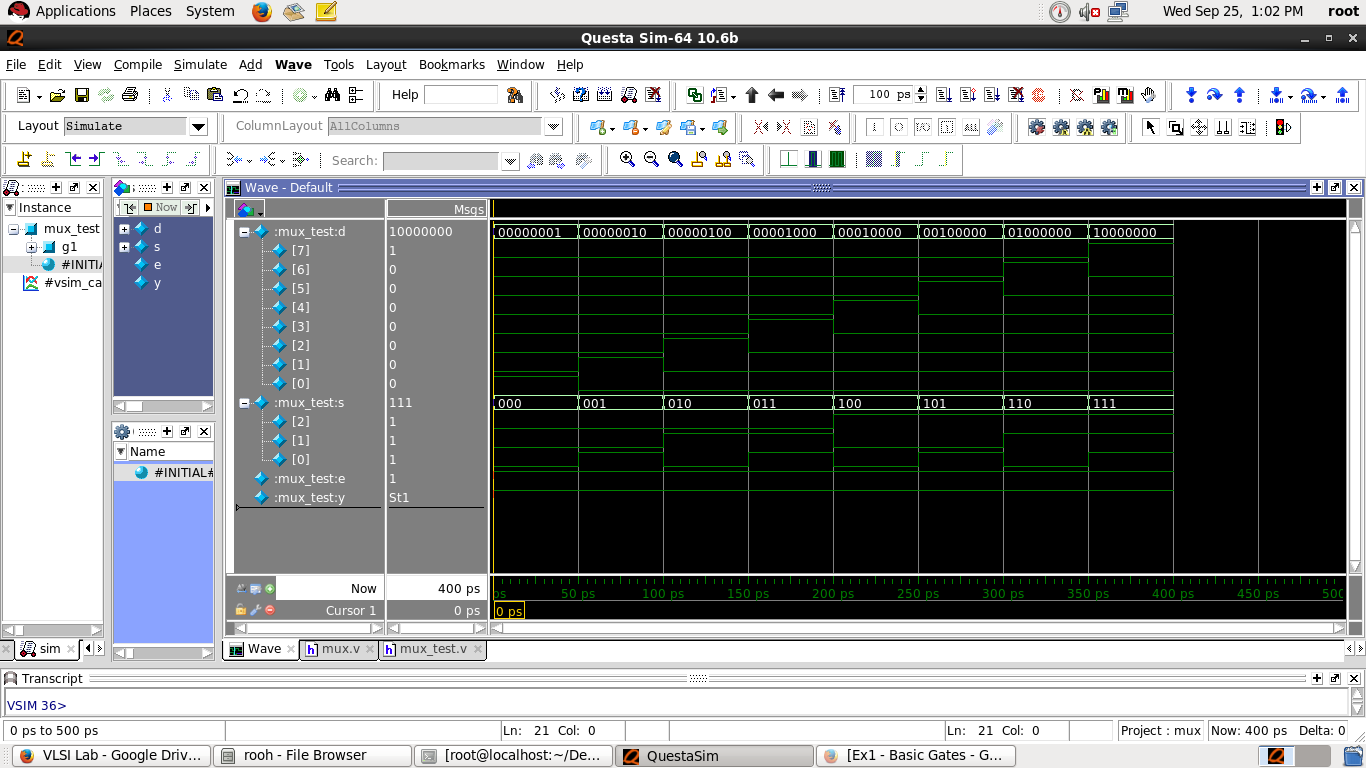 Applications Places System Wed Sep 25, 1:02 PM root
Questa Sim-64 10.6b
File Edit View Compile Simulate Add Wave Tools Layout Bookmarks Window Help
Help 100 ps
Layout Simulate ColumnLayout AllColumns
Search:
Wave - Default
Now
Instance
mux_test
g1
#INITIA
#vsim_ca
d
s
e
y
Name
#INITIAL#
Msgs
:mux_test:d 10000000 00000001 00000010 00000100 00001000 00010000 00100000 01000000 10000000
[7] 1
[6] 0
[5] 0
[4] 0
[3] 0
[2] 0
[1] 0
[0] 0
:mux_test:s 111 000 001 010 011 100 101 110 111
[2] 1
[1] 1
[0] 1
:mux_test:e 1
:mux_test:y St1
Now 400 ps ps 50 ps 100 ps 150 ps 200 ps 250 ps 300 ps 350 ps 400 ps 450 ps 500
Cursor 1 0 ps 0 ps
sim Wave mux.v mux_test.v
Transcript
VSIM 36>
0 ps to 500 ps Ln: 21 Col: 0 Ln: 21 Col: 0 Project : mux Now: 400 ps Delta: 0
VLSI Lab - Google Driv... rooh - File Browser [root@localhost:~/De... QuestaSim [Ex1 - Basic Gates - G...